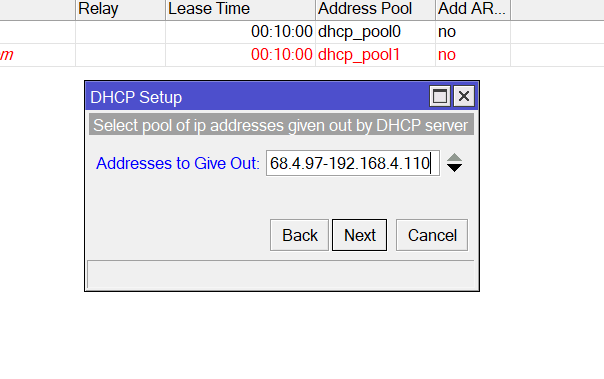 Relay Lease Time Address Pool Add AR...
00:10:00 dhcp_pool0 no
om 00:10:00 dhcp_pool1 no
DHCP Setup
Select pool of ip addresses given out by DHCP server
Addresses to Give Out: 68.4.97-192.168.4.110
Back Next Cancel